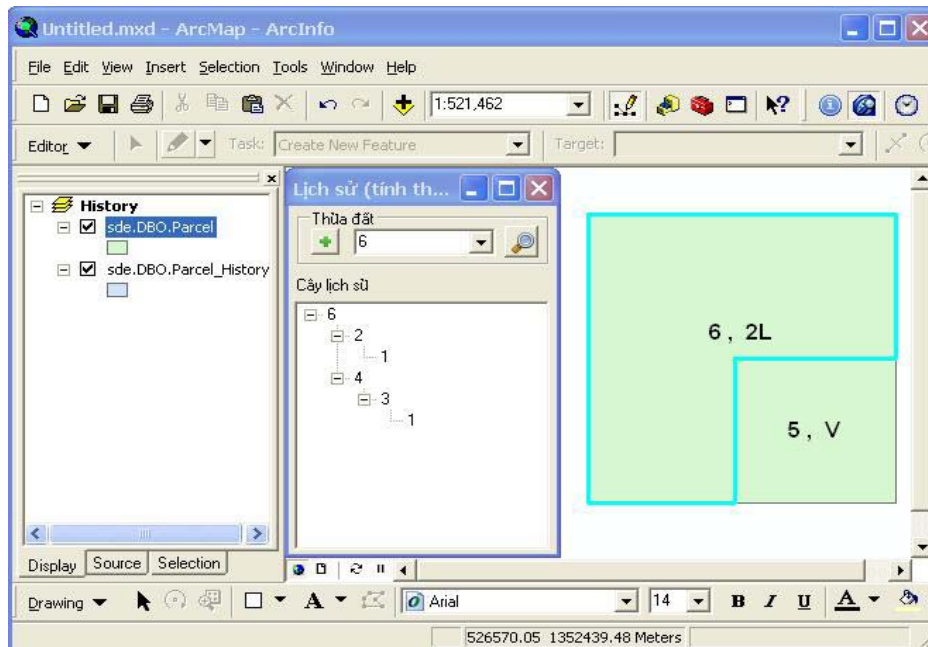 Untitled.mxd - ArcMap - ArcInfo
File Edit View Insert Selection Tools Window Help
1:521,462
Editor Task: Create New Feature Target:
History
sde.DBO.Parcel
sde.DBO.Parcel_History
Display Source Selection
Lịch sử (tính th...
Thửa đất
6
Cây lịch sử
6
2
1
4
3
1
6 , 2L
5 , V
Drawing A Arial 14 B I U A
526570.05 1352439.48 Meters